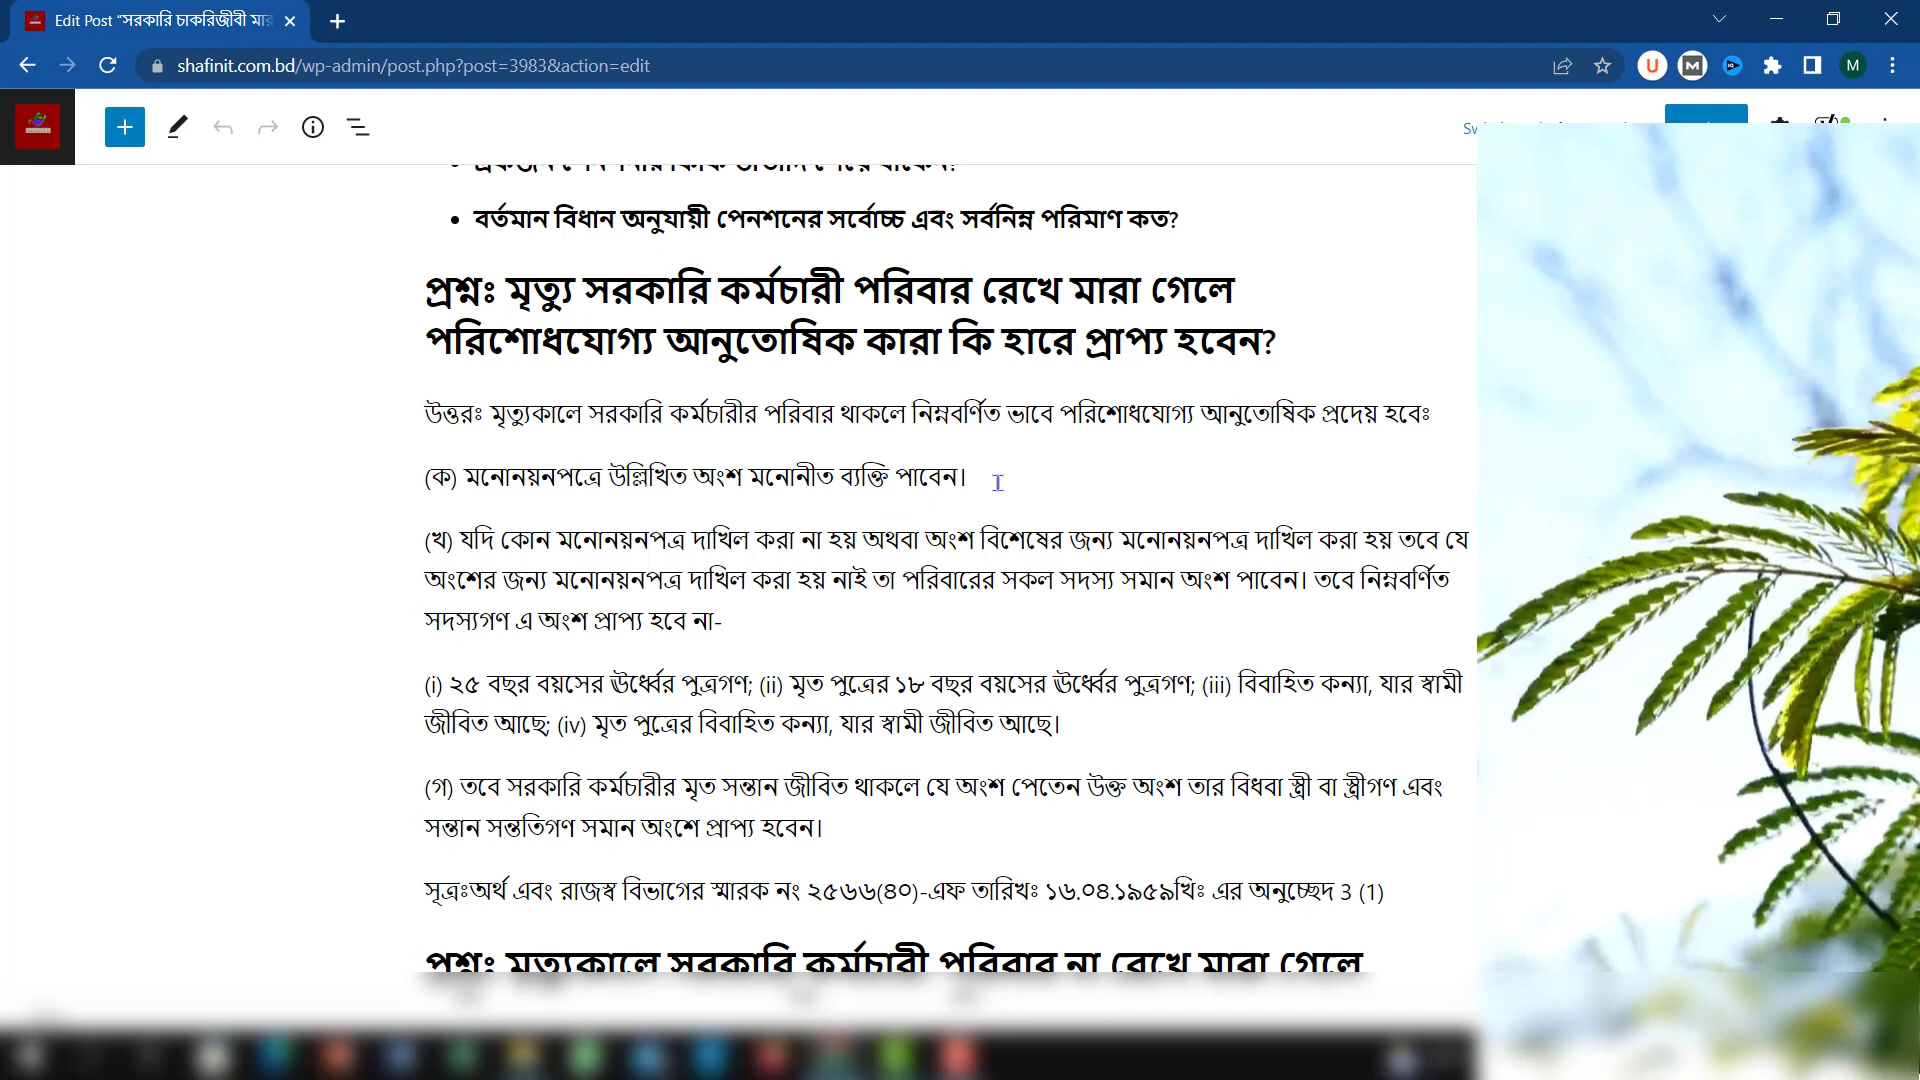 Edit Post “সরকারি চাকরিজীবী মার
shafinit.com.bd/wp-admin/post.php?post=3983&action=edit
M
• বর্তমান বিধান অনুযায়ী পেনশনের সর্বোচ্চ এবং সর্বনিম্ন পরিমাণ কত?
প্রশ্নঃ মৃত্যু সরকারি কর্মচারী পরিবার রেখে মারা গেলে
পরিশোধযোগ্য আনুতোষিক কারা কি হারে প্রাপ্য হবেন?
উত্তরঃ মৃত্যুকালে সরকারি কর্মচারীর পরিবার থাকলে নিম্নবর্ণিত ভাবে পরিশোধযোগ্য আনুতোষিক প্রদেয় হবেঃ
(ক) মনোনয়নপত্রে উল্লিখিত অংশ মনোনীত ব্যক্তি পাবেন।
(খ) যদি কোন মনোনয়নপত্র দাখিল করা না হয় অথবা অংশ বিশেষের জন্য মনোনয়নপত্র দাখিল করা হয় তবে যে
অংশের জন্য মনোনয়নপত্র দাখিল করা হয় নাই তা পরিবারের সকল সদস্য সমান অংশ পাবেন। তবে নিম্নবর্ণিত
সদস্যগণ এ অংশ প্রাপ্য হবে না-
(i) ২৫ বছর বয়সের ঊর্ধ্বের পুত্রগণ; (ii) মৃত পুত্রের ১৮ বছর বয়সের ঊর্ধ্বের পুত্রগণ; (iii) বিবাহিত কন্যা, যার স্বামী
জীবিত আছে; (iv) মৃত পুত্রের বিবাহিত কন্যা, যার স্বামী জীবিত আছে।
(গ) তবে সরকারি কর্মচারীর মৃত সন্তান জীবিত থাকলে যে অংশ পেতেন উক্ত অংশ তার বিধবা স্ত্রী বা স্ত্রীগণ এবং
সন্তান সন্ততিগণ সমান অংশে প্রাপ্য হবেন।
সূত্রঃঅর্থ এবং রাজস্ব বিভাগের স্মারক নং ২৫৬৬(৪০)-এফ তারিখঃ ১৬.০৪.১৯৫৯খিঃ এর অনুচ্ছেদ 3 (1)
প্রশ্নঃ মৃত্যুকালে সরকারি কর্মচারী পরিবার না রেখে মারা গেলে